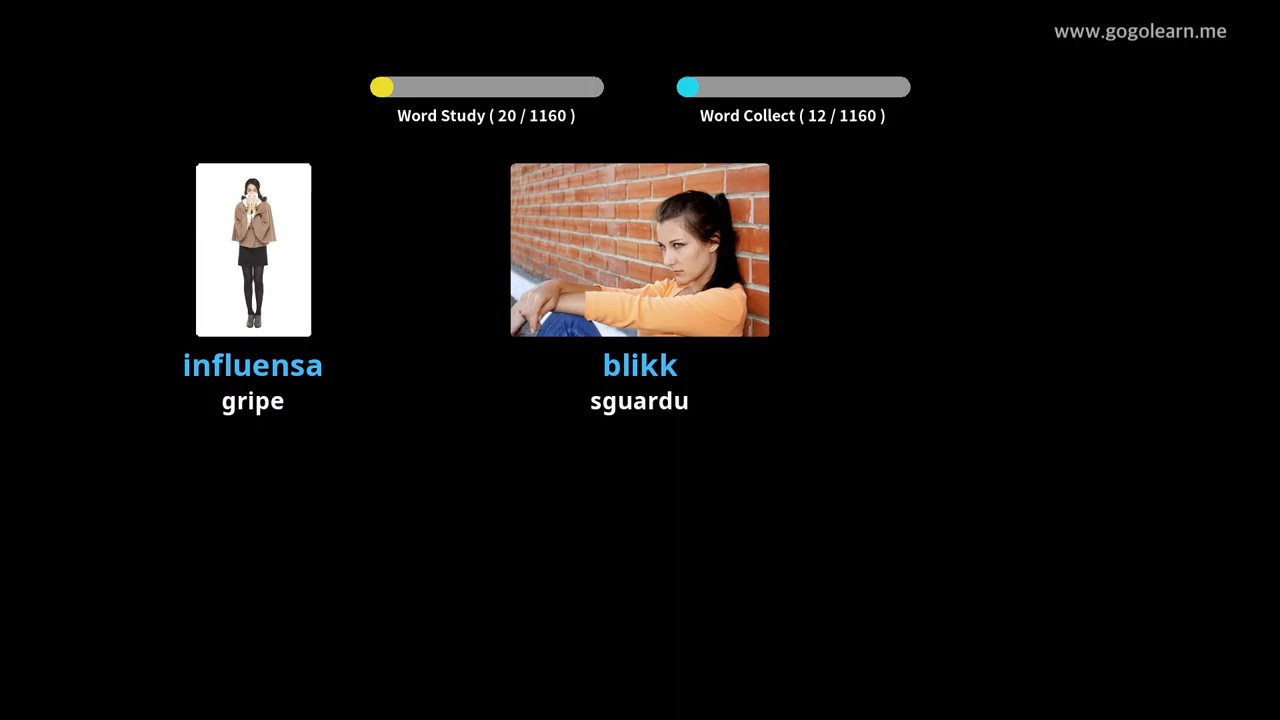 www.gogolearn.me
Word Study ( 20 / 1160 )
Word Collect ( 12 / 1160 )
influensa
gripe
blikk
sguardu